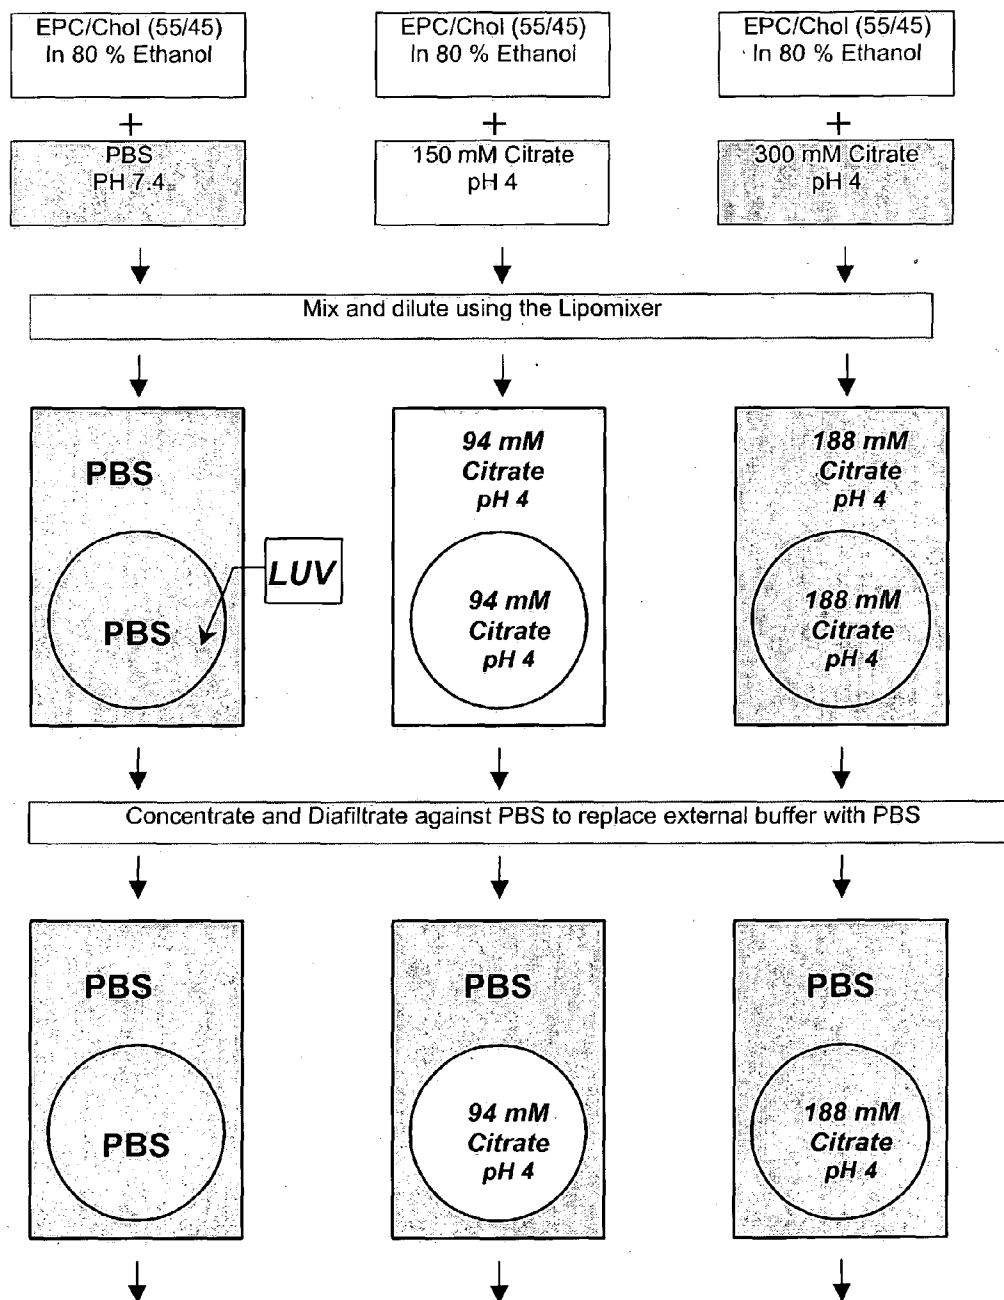 EPC/Chol (55/45)
In 80 % Ethanol
EPC/Chol (55/45)
In 80 % Ethanol
EPC/Chol (55/45)
In 80 % Ethanol
+
+
+
PBS
PH 7.4
150 mM Citrate
pH 4
300 mM Citrate
pH 4
Mix and dilute using the Lipomixer
PBS
94 mM
Citrate
pH 4
188 mM
Citrate
pH 4
LUV
PBS
94 mM
Citrate
pH 4
188 mM
Citrate
pH 4
Concentrate and Diafiltrate against PBS to replace external buffer with PBS
PBS
PBS
PBS
PBS
94 mM
Citrate
pH 4
188 mM
Citrate
pH 4